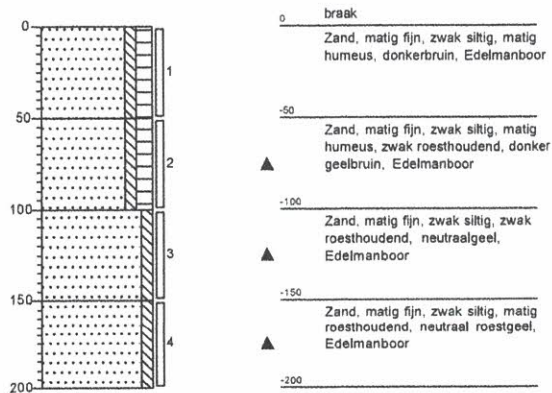 braak
0
0
Zand, matig fijn, zwak siltig, matig
humeus, donkerbruin, Edelmanboor
1
50
-50
Zand, matig fijn, zwak siltig, matig
humeus, zwak roesthoudend, donker
geelbruin, Edelmanboor
2
100
-100
Zand, matig fijn, zwak siltig, zwak
roesthoudend, neutraalgeel,
Edelmanboor
3
150
-150
Zand, matig fijn, zwak siltig, matig
roesthoudend, neutraal roestgeel,
Edelmanboor
4
200
-200